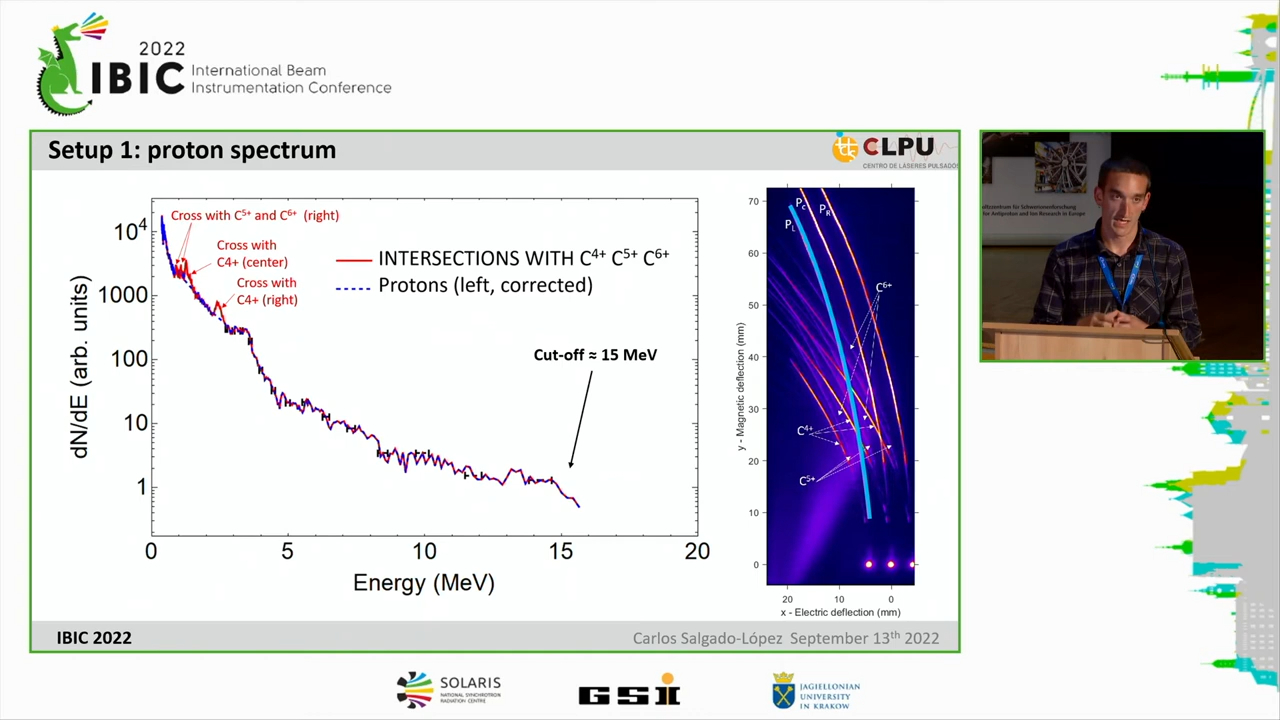 2022
IBIC
International Beam
Instrumentation Conference
Setup 1: proton spectrum
CLPU
CENTRO DE LÁSERES PULSADOS
Cross with C⁵⁺ and C⁶⁺ (right)
Cross with
C4+ (center)
Cross with
C4+ (right)
INTERSECTIONS WITH C⁴⁺ C⁵⁺ C⁶⁺
Protons (left, corrected)
Cut-off ≈ 15 MeV
dN/dE (arb. units)
10⁴
1000
100
10
1
0 5 10 15 20
Energy (MeV)
P_C
P_R
P_L
C⁶⁺
C⁴⁺
C⁵⁺
y - Magnetic deflection (mm)
70
60
50
40
30
20
10
0
20 10 0
x - Electric deflection (mm)
IBIC 2022
Carlos Salgado-López September 13th 2022
SOLARIS
NATIONAL SYNCHROTRON
RADIATION CENTRE
GSI
JAGIELLONIAN
UNIVERSITY
IN KRAKOW